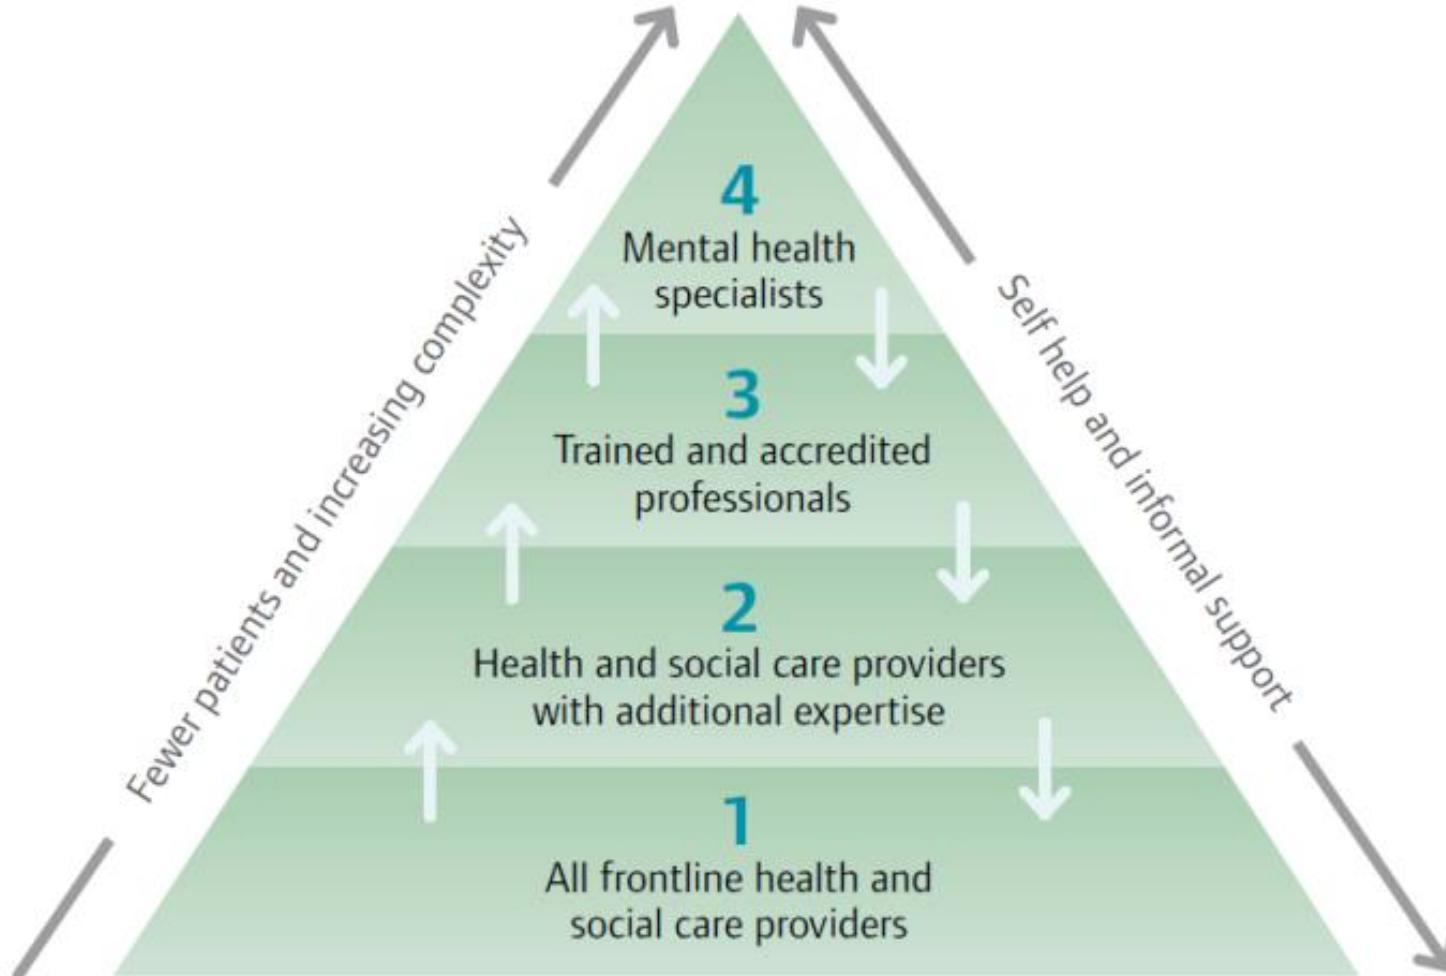 4
Mental health
specialists
3
Trained and accredited
professionals
2
Health and social care providers
with additional expertise
1
All frontline health and
social care providers
Fewer patients and increasing complexity
Self help and informal support